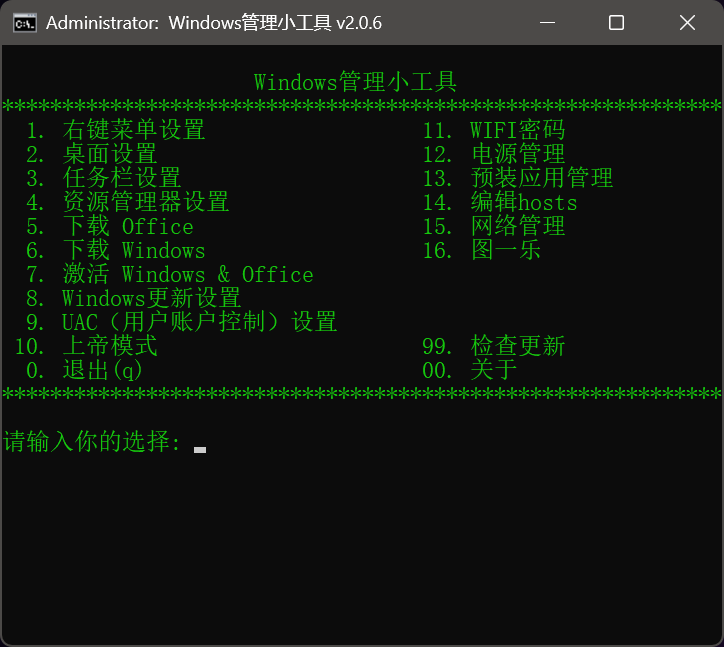 Administrator: Windows管理小工具 v2.0.6
Windows管理小工具
************************************************************
1. 右键菜单设置 11. WIFI密码
2. 桌面设置 12. 电源管理
3. 任务栏设置 13. 预装应用管理
4. 资源管理器设置 14. 编辑hosts
5. 下载 Office 15. 网络管理
6. 下载 Windows 16. 图一乐
7. 激活 Windows & Office
8. Windows更新设置
9. UAC（用户账户控制）设置
10. 上帝模式 99. 检查更新
0. 退出(q) 00. 关于
************************************************************
请输入你的选择: